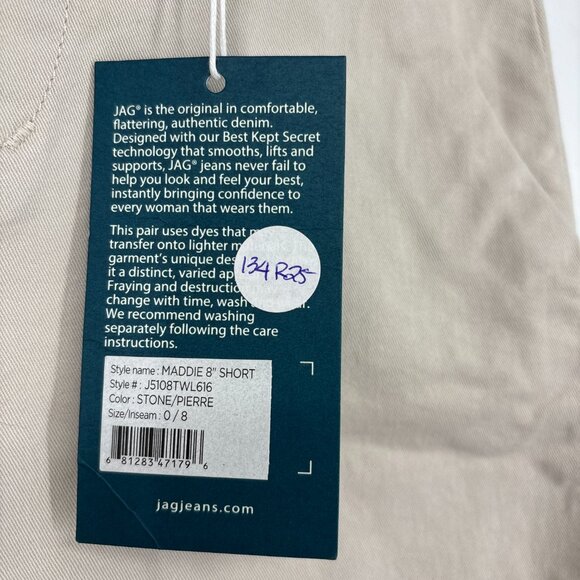 JAG® is the original in comfortable,
flattering, authentic denim.
Designed with our Best Kept Secret
technology that smooths, lifts and
supports, JAG® jeans never fail to
help you look and feel your best,
instantly bringing confidence to
every woman that wears them.
This pair uses dyes that
transfer onto lighter
garment's unique
it a distinct, varied
Fraying and destruction
change with time, wash
We recommend washing
separately following the care
instructions.
134 R25
Style name : MADDIE 8" SHORT
Style # : J5108TWL616
Color : STONE/PIERRE
Size/Inseam : 0 / 8
6 81283 47179 6
jagjeans.com